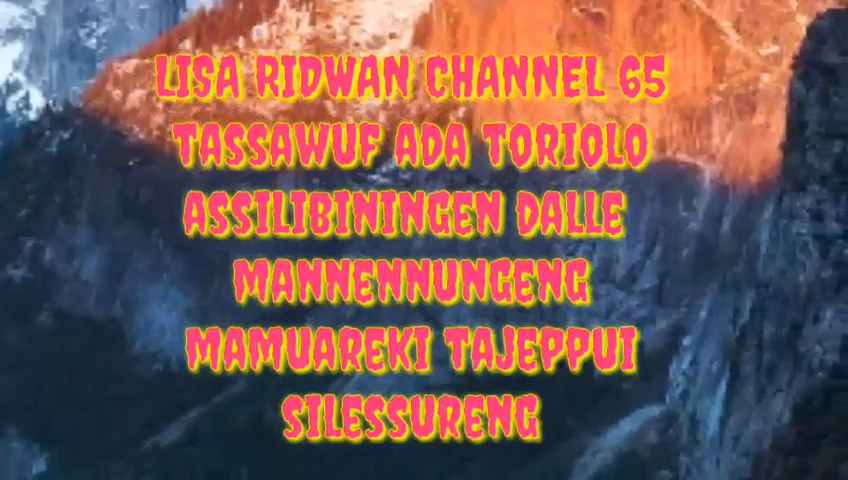 LISA RIDWAN CHANNEL 65
TASSAWUF ADA TORIOLO
ASSILIBININGEN DALLE
MANNENNUNGENG
MAMUAREKI TAJEPPUI
SILESSURENG